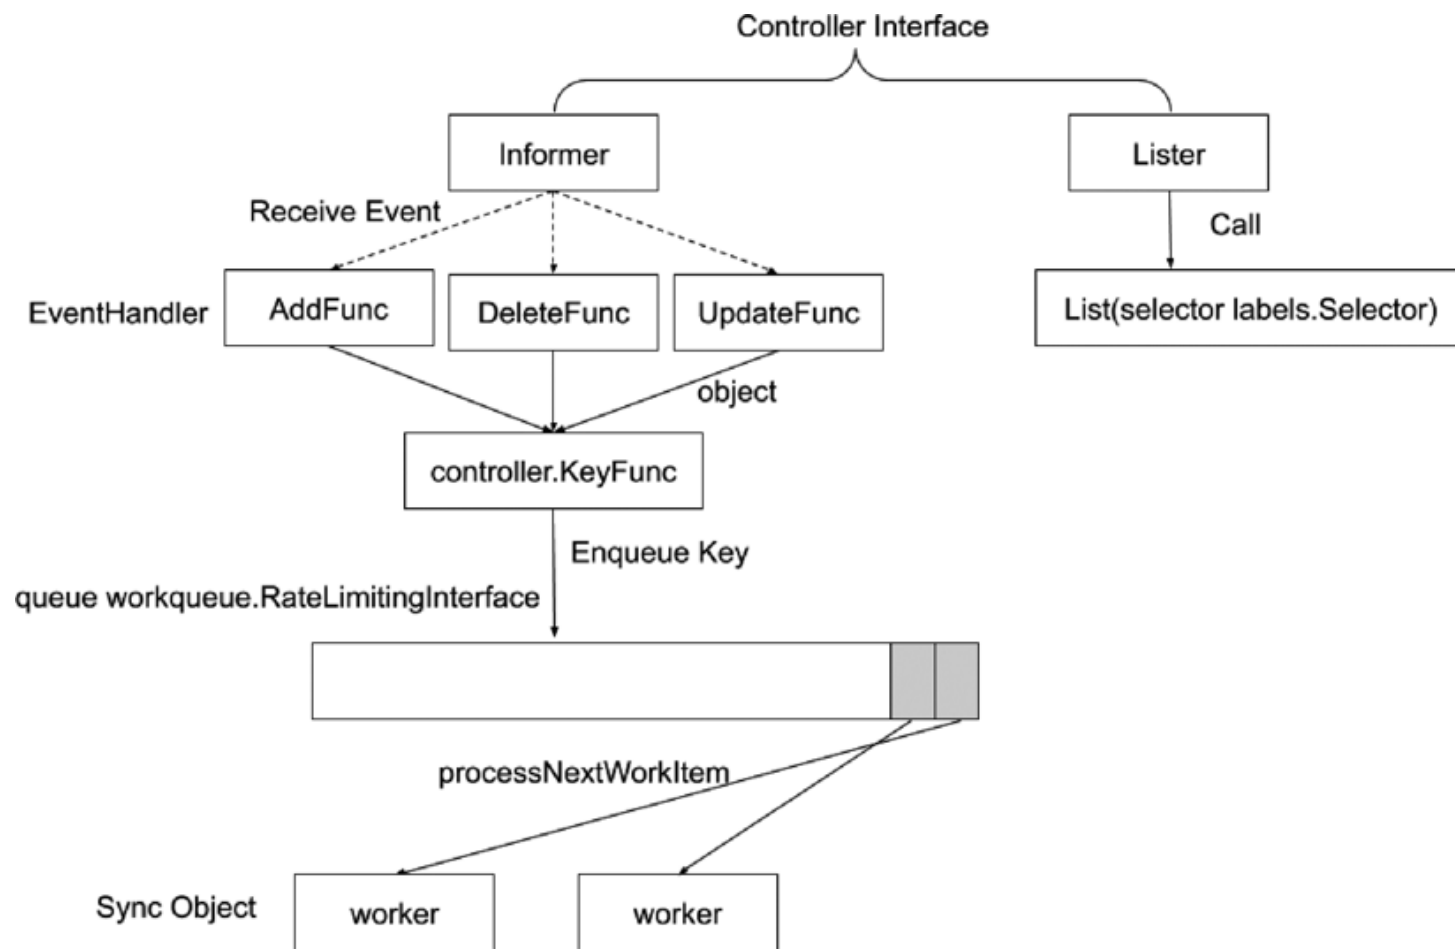 Controller Interface
Informer
Lister
Receive Event
Call
EventHandler
AddFunc
DeleteFunc
UpdateFunc
List(selector labels.Selector)
object
controller.KeyFunc
Enqueue Key
queue workqueue.RateLimitingInterface
processNextWorkItem
Sync Object
worker
worker